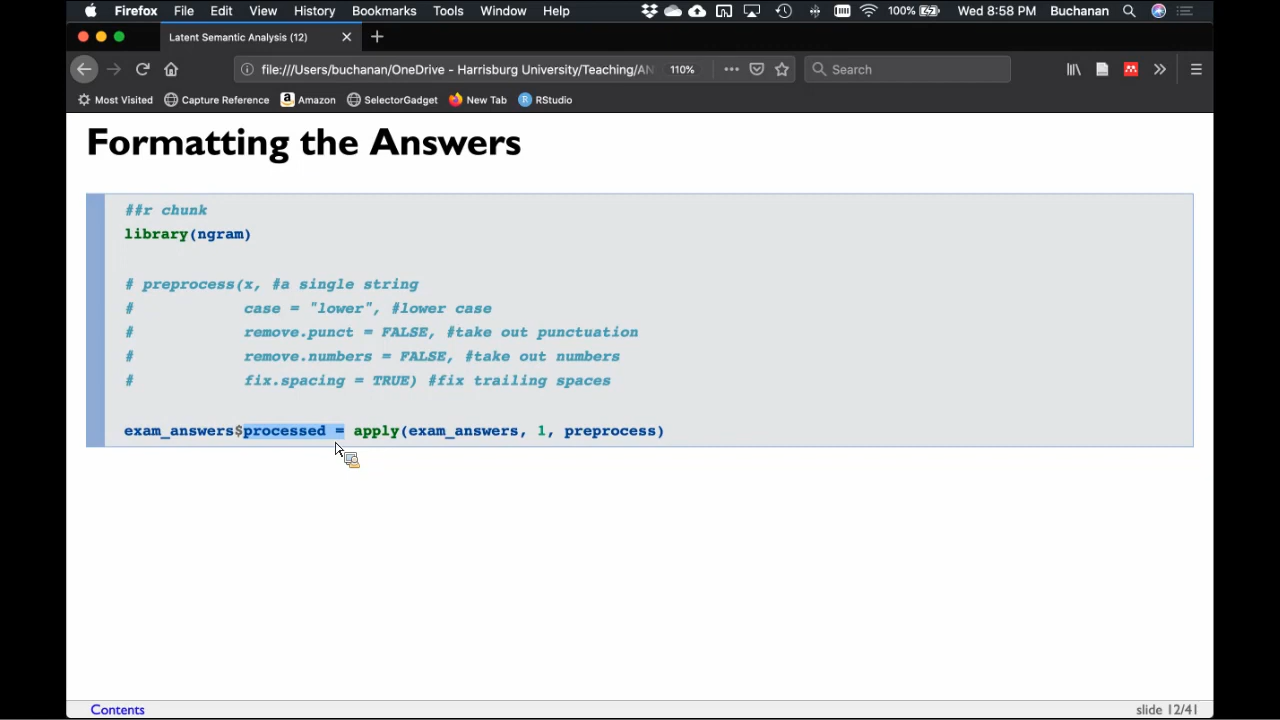 Firefox File Edit View History Bookmarks Tools Window Help 100% Wed 8:58 PM Buchanan
Latent Semantic Analysis (12)
file:///Users/buchanan/OneDrive - Harrisburg University/Teaching/AN 110% Search
Most Visited Capture Reference Amazon SelectorGadget New Tab RStudio
Formatting the Answers
##r chunk
library(ngram)
# preprocess(x, #a single string
# case = "lower", #lower case
# remove.punct = FALSE, #take out punctuation
# remove.numbers = FALSE, #take out numbers
# fix.spacing = TRUE) #fix trailing spaces
exam_answers$processed = apply(exam_answers, 1, preprocess)
Contents slide 12/41